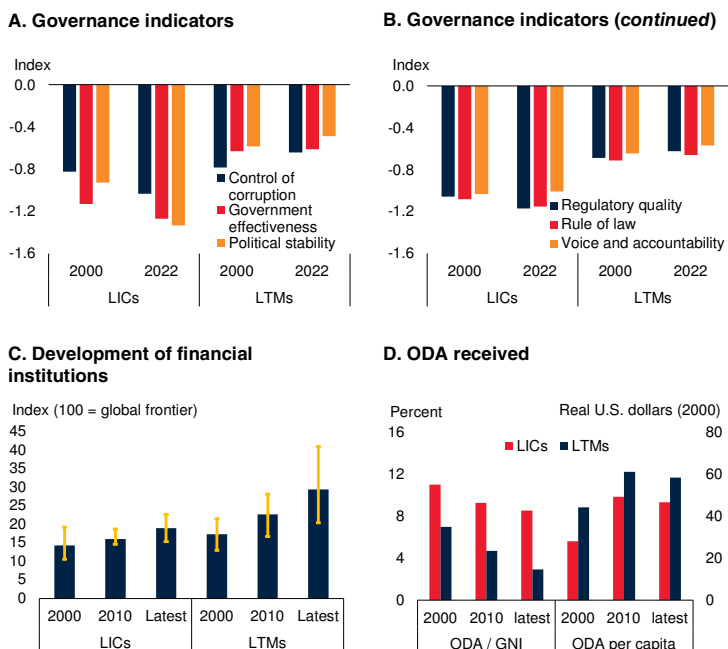 A. Governance indicators
Index
0.0
-0.4
-0.8
-1.2
-1.6
Control of
corruption
Government
effectiveness
Political stability
2000 2022 2000 2022
LICs LTMs
B. Governance indicators (continued)
Index
0.0
-0.4
-0.8
-1.2
-1.6
Regulatory quality
Rule of law
Voice and accountability
2000 2022 2000 2022
LICs LTMs
C. Development of financial
institutions
Index (100 = global frontier)
45
40
35
30
25
20
15
10
5
0
2000 2010 Latest 2000 2010 Latest
LICs LTMs
D. ODA received
Percent Real U.S. dollars (2000)
16 80
LICs LTMs
12 60
8 40
4 20
0 0
2000 2010 latest 2000 2010 latest
ODA / GNI ODA per capita